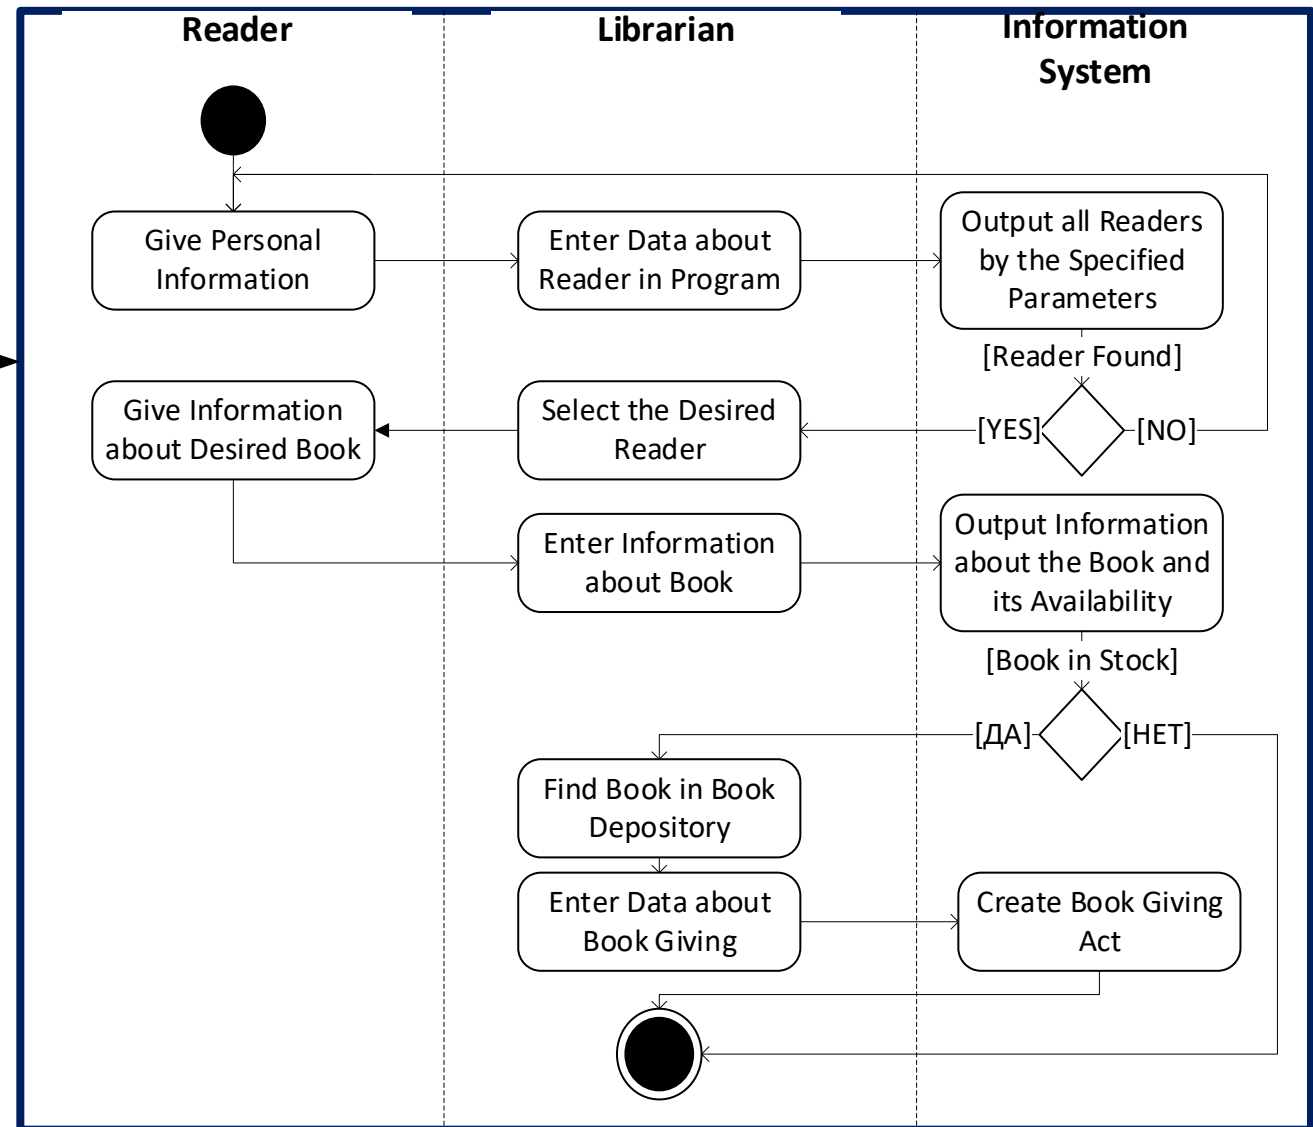 Reader
Librarian
Information
System
Give Personal
Information
Enter Data about
Reader in Program
Output all Readers
by the Specified
Parameters
[Reader Found]
Give Information
about Desired Book
Select the Desired
Reader
[YES]
[NO]
Enter Information
about Book
Output Information
about the Book and
its Availability
[Book in Stock]
[ДА]
[НЕТ]
Find Book in Book
Depository
Enter Data about
Book Giving
Create Book Giving
Act